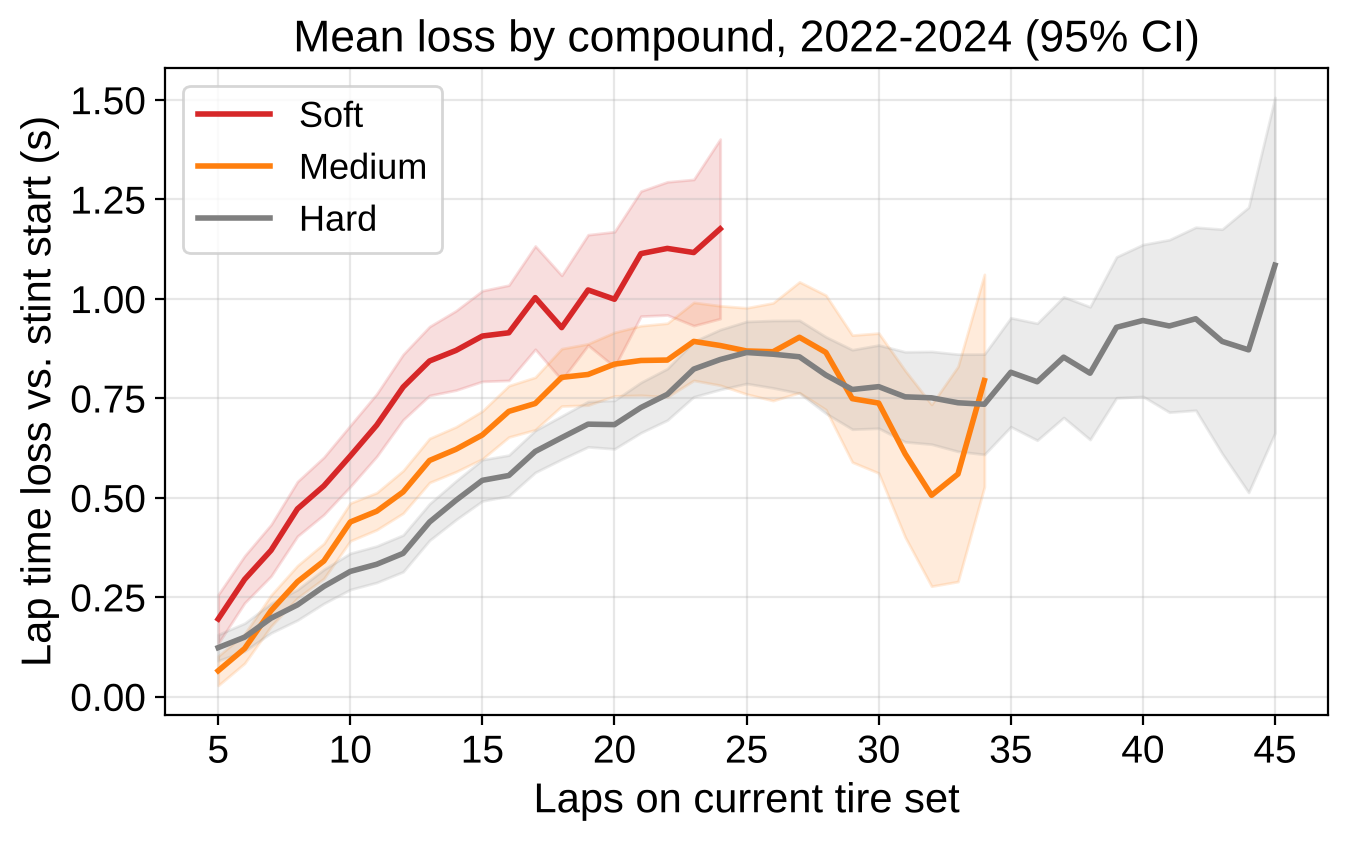 Mean loss by compound, 2022-2024 (95% CI)
Lap time loss vs. stint start (s)
1.50
1.25
1.00
0.75
0.50
0.25
0.00
Soft
Medium
Hard
5 10 15 20 25 30 35 40 45
Laps on current tire set